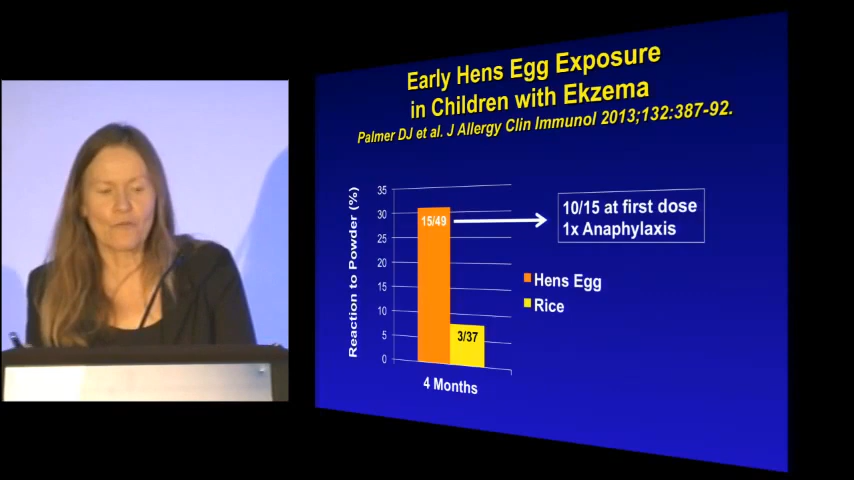 Early Hens Egg Exposure
in Children with Ekzema
Palmer DJ et al. J Allergy Clin Immunol 2013;132:387-92.
Reaction to Powder (%)
35
30
25
20
15
10
5
0
15/49
3/37
4 Months
10/15 at first dose
1x Anaphylaxis
Hens Egg
Rice